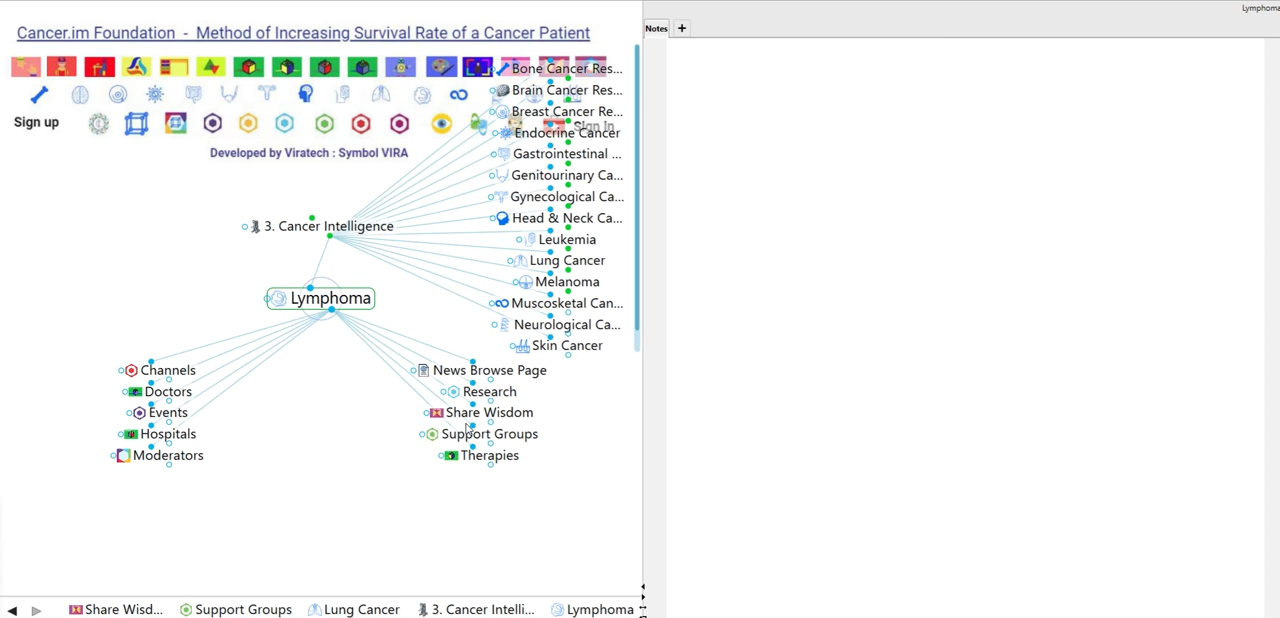 Lymphoma
Cancer.im Foundation - Method of Increasing Survival Rate of a Cancer Patient
Notes +
Bone Cancer Res...
Brain Cancer Res...
Breast Cancer Re...
Sign up
Sign in
Endocrine Cancer
Developed by Viratech : Symbol VIRA
Gastrointestinal ...
Genitourinary Ca...
Gynecological Ca...
Head & Neck Ca...
3. Cancer Intelligence
Leukemia
Lung Cancer
Melanoma
Lymphoma
Muscosketal Can...
Neurological Ca...
Skin Cancer
Channels
Doctors
Events
Hospitals
Moderators
News Browse Page
Research
Share Wisdom
Support Groups
Therapies
Share Wisd... Support Groups Lung Cancer 3. Cancer Intelli... Lymphoma